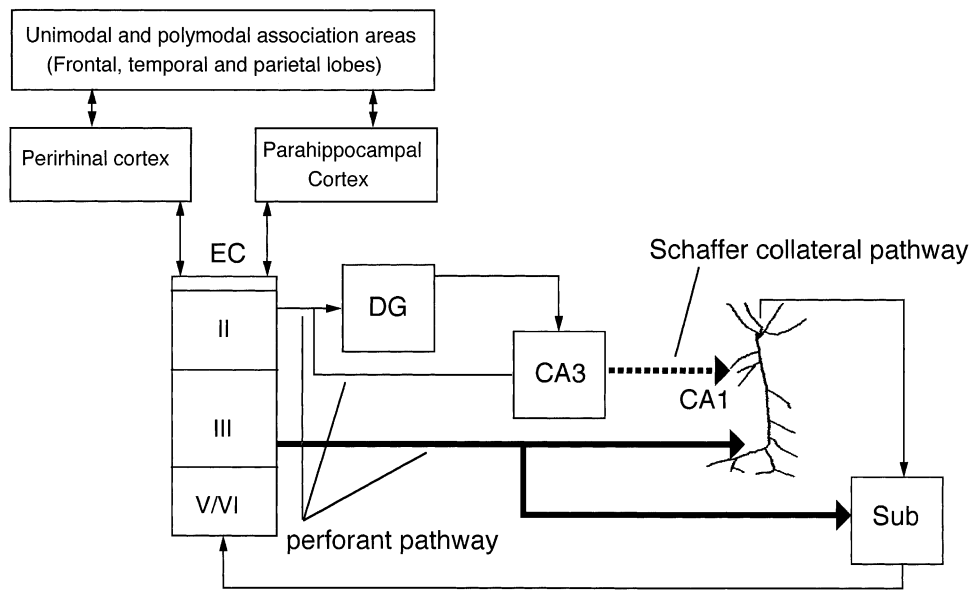 Unimodal and polymodal association areas
(Frontal, temporal and parietal lobes)
Perirhinal cortex
Parahippocampal
Cortex
EC
Schaffer collateral pathway
II
DG
CA3
CA1
III
V/VI
perforant pathway
Sub